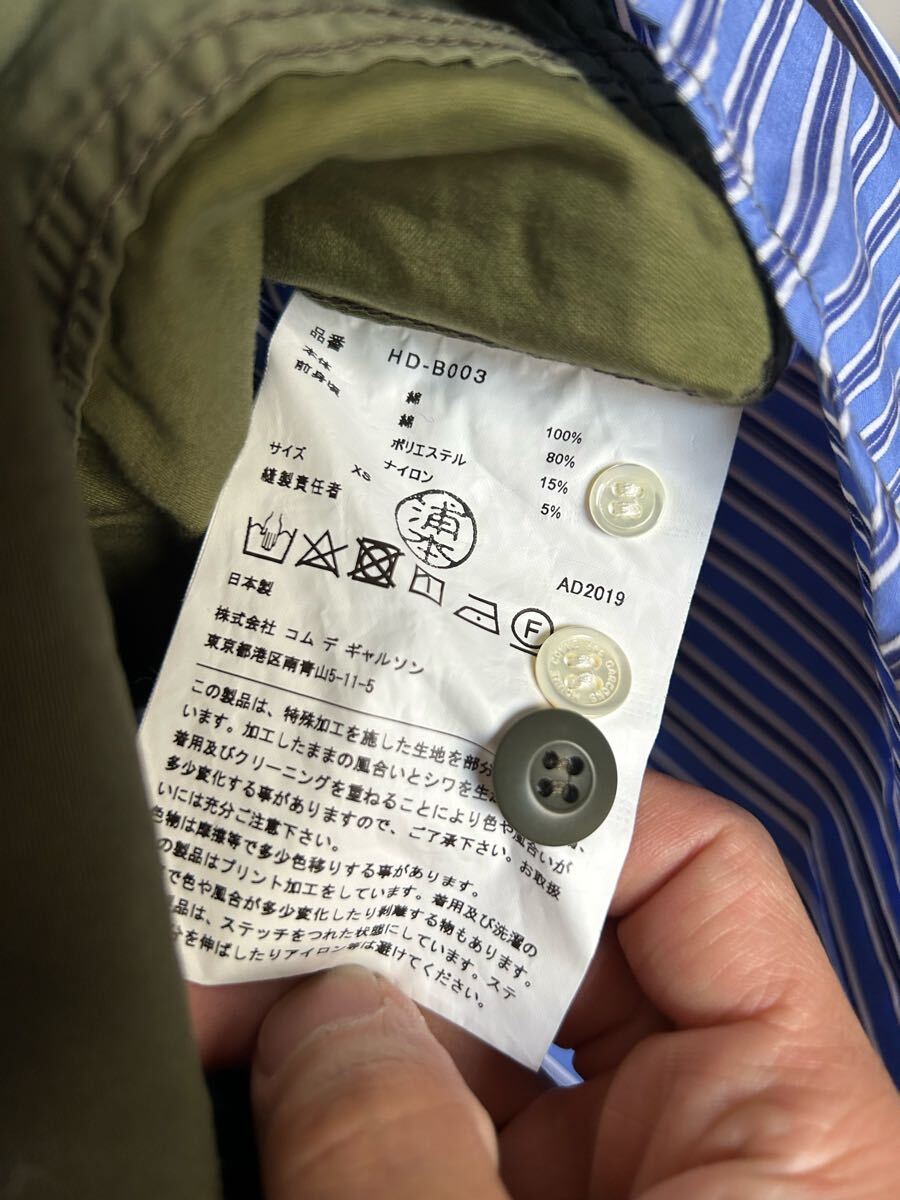 品番 HD-B003
本体 綿 100%
前身頃 綿 80%
ポリエステル 15%
ナイロン 5%
サイズ XS
縫製責任者
浦本
F
日本製
AD2019
株式会社 コム デ ギャルソン
東京都港区南青山5-11-5
この製品は、特殊加工を施した生地を部分
います。加工したままの風合いとシワを生
着用及びクリーニングを重ねることにより色や風合いが
多少変化する事がありますので、ご了承下さい。お取扱
いには充分ご注意下さい。
色物は摩擦等で多少色移りする事があります。
の製品はプリント加工をしています。着用及び洗濯の
で色や風合が多少変化したり剥離する物もあります。
製品は、ステッチをつれた状態にしています。ステ
分を伸ばしたりアイロン等は避けてください。
GARCONS